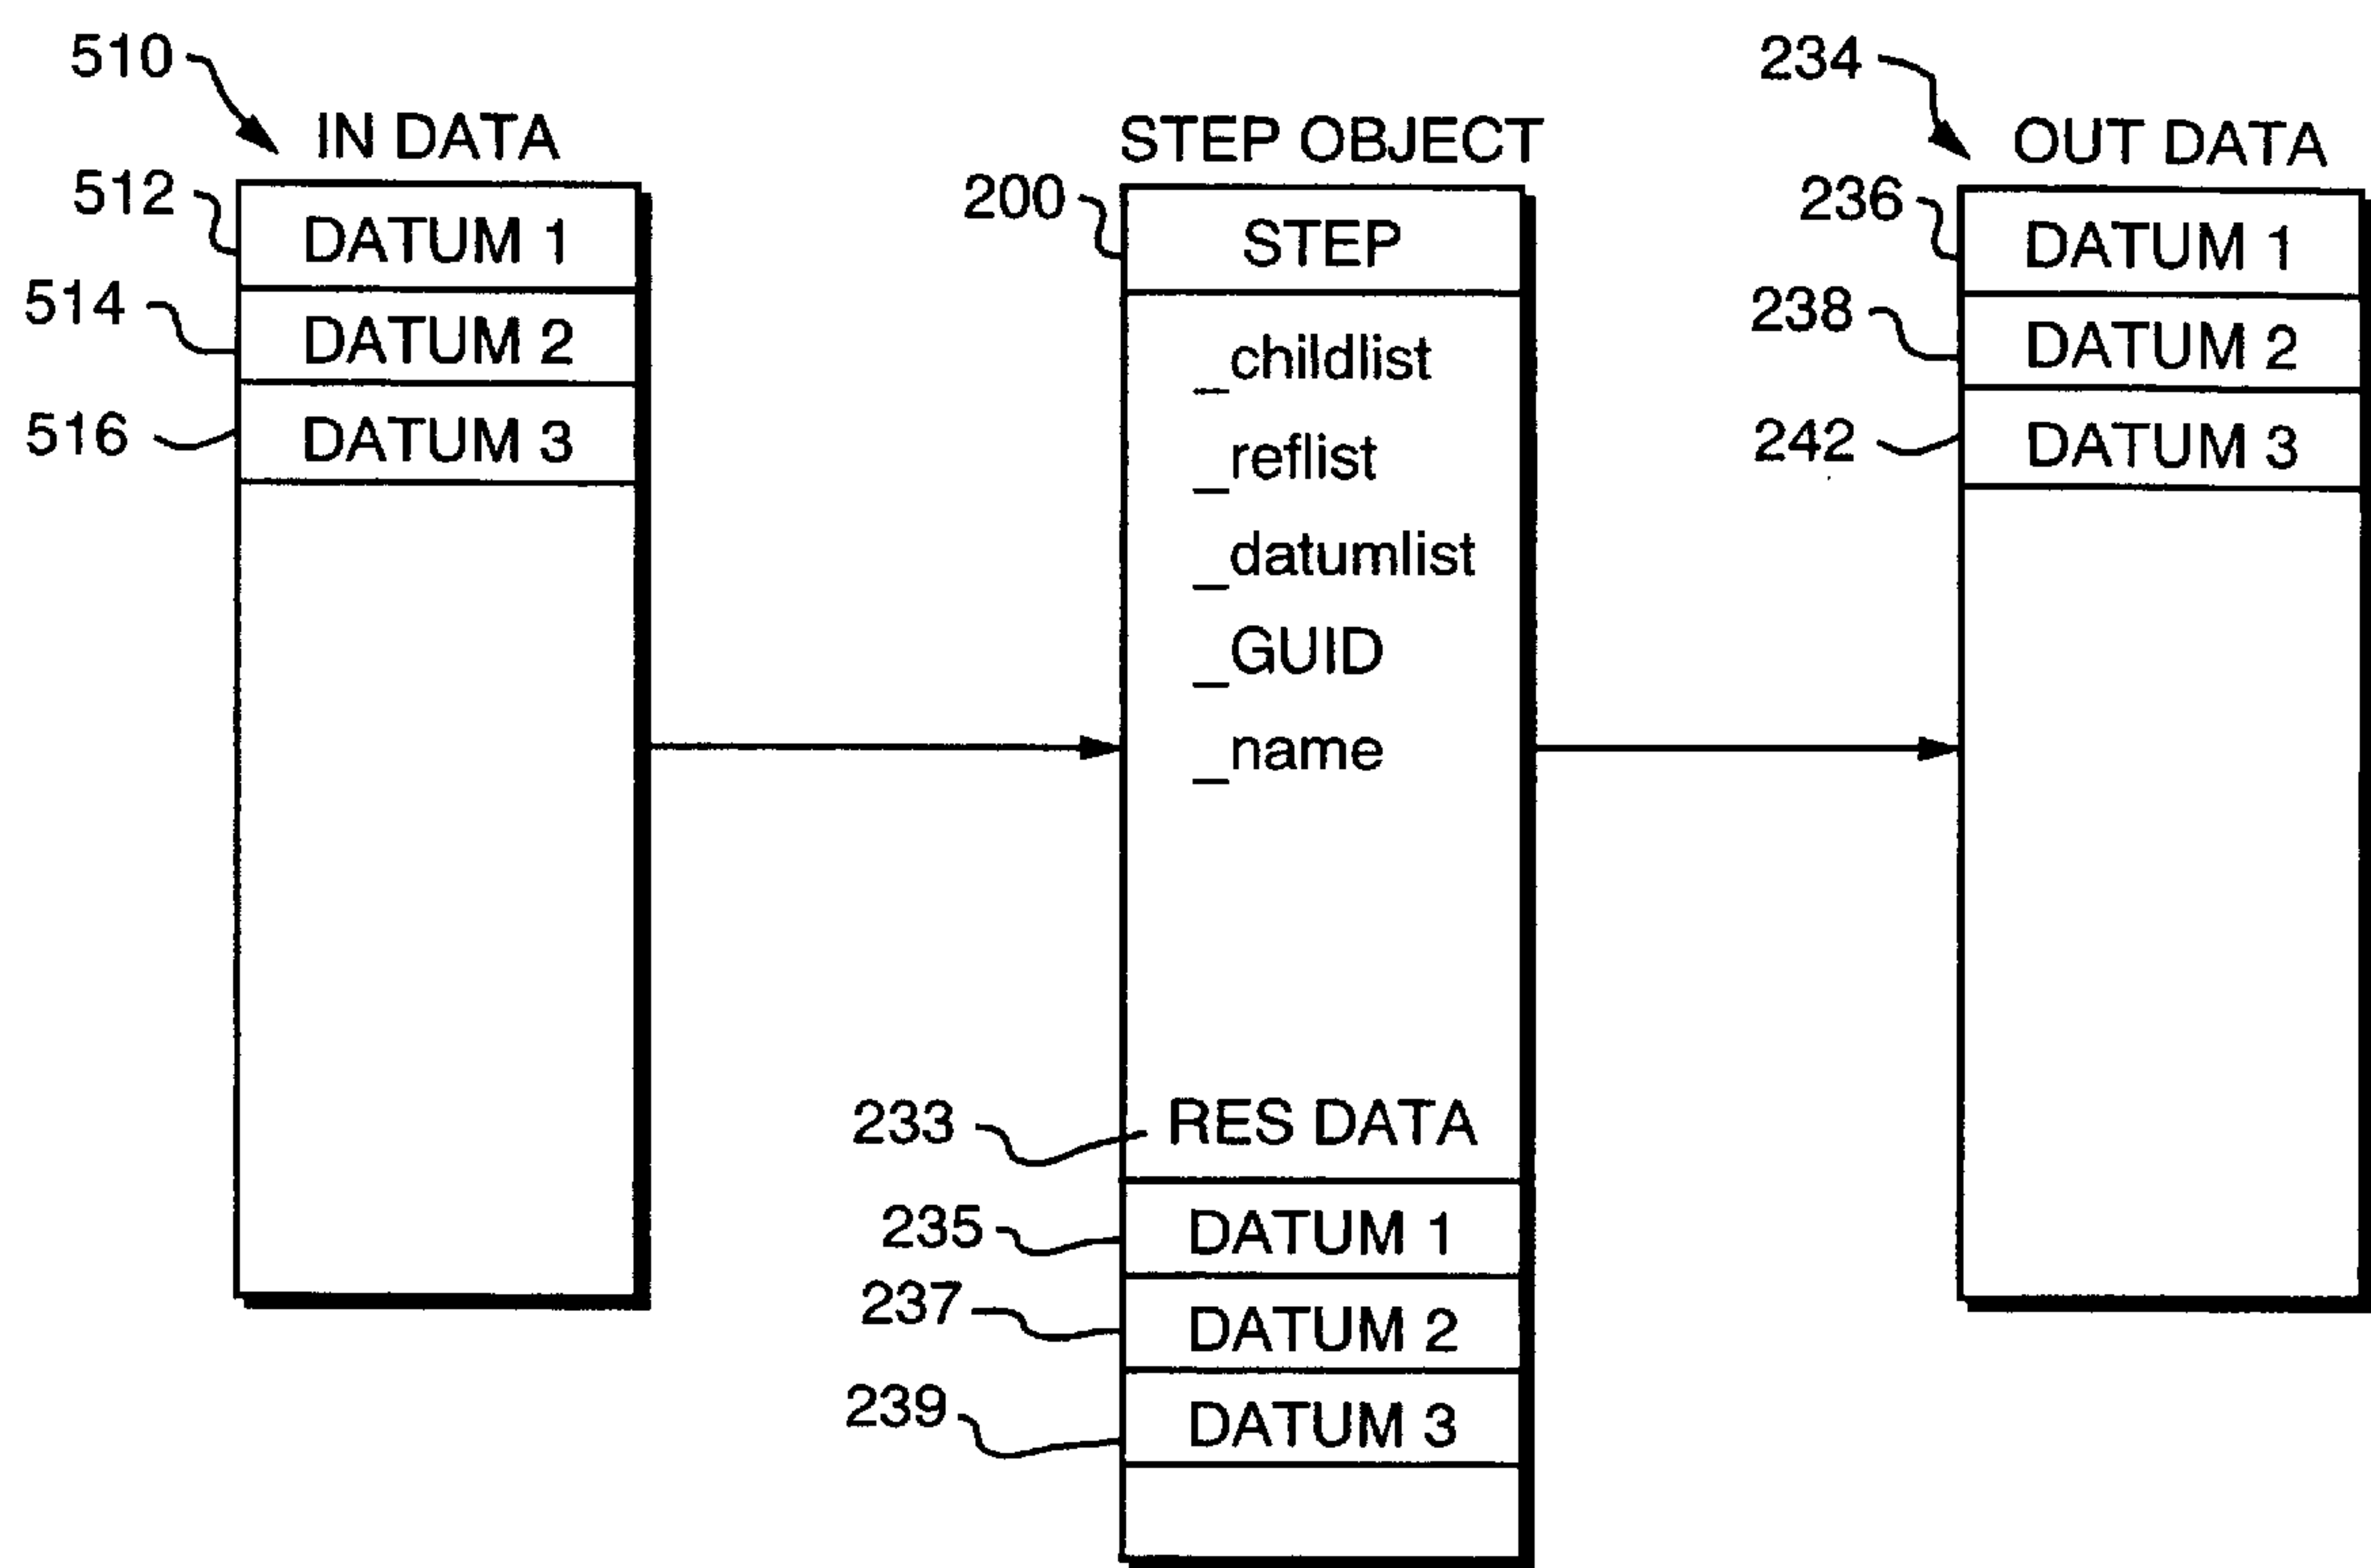 510
IN DATA
512
DATUM 1
514
DATUM 2
516
DATUM 3
STEP OBJECT
200
STEP
_childlist
_reflist
_datumlist
_GUID
_name
233
RES DATA
235
DATUM 1
237
DATUM 2
239
DATUM 3
234
OUT DATA
236
DATUM 1
238
DATUM 2
242
DATUM 3